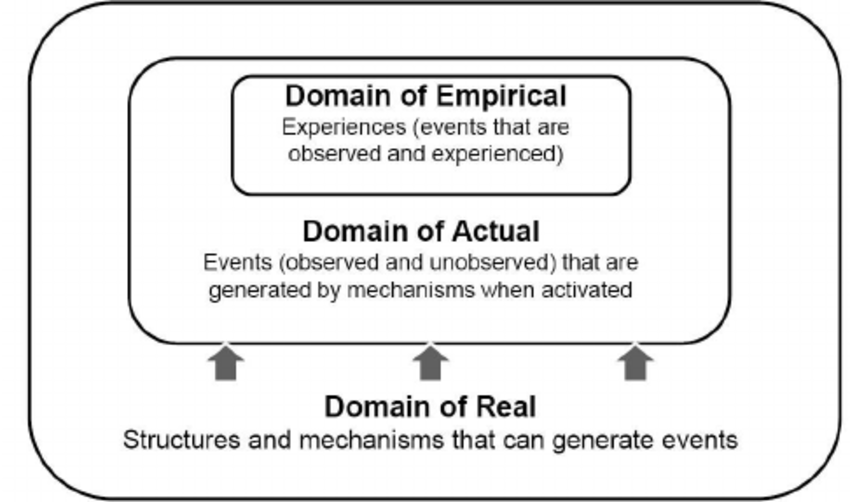 Domain of Empirical
Experiences (events that are
observed and experienced)
Domain of Actual
Events (observed and unobserved) that are
generated by mechanisms when activated
Domain of Real
Structures and mechanisms that can generate events